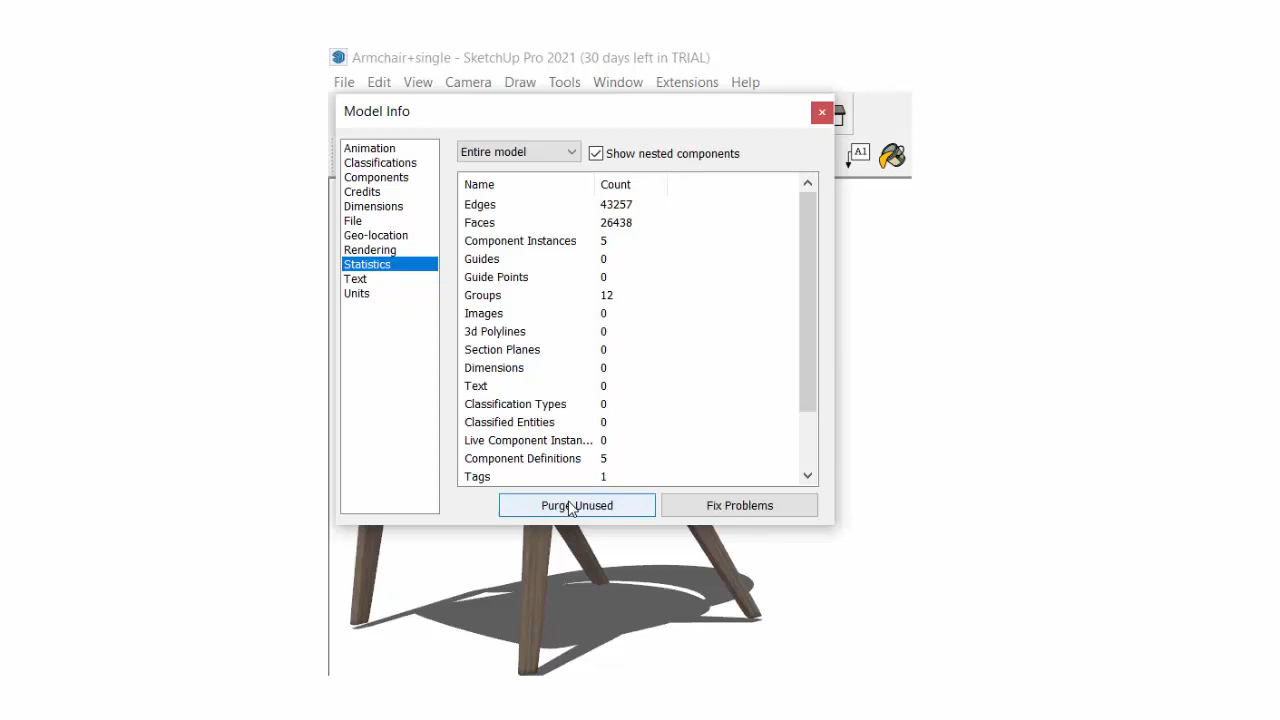 Armchair+single - SketchUp Pro 2021 (30 days left in TRIAL)
File Edit View Camera Draw Tools Window Extensions Help
Model Info
Animation
Classifications
Components
Credits
Dimensions
File
Geo-location
Rendering
Statistics
Text
Units
Entire model
Show nested components
Name Count
Edges 43257
Faces 26438
Component Instances 5
Guides 0
Guide Points 0
Groups 12
Images 0
3d Polylines 0
Section Planes 0
Dimensions 0
Text 0
Classification Types 0
Classified Entities 0
Live Component Instan... 0
Component Definitions 5
Tags 1
Purge Unused
Fix Problems
A1